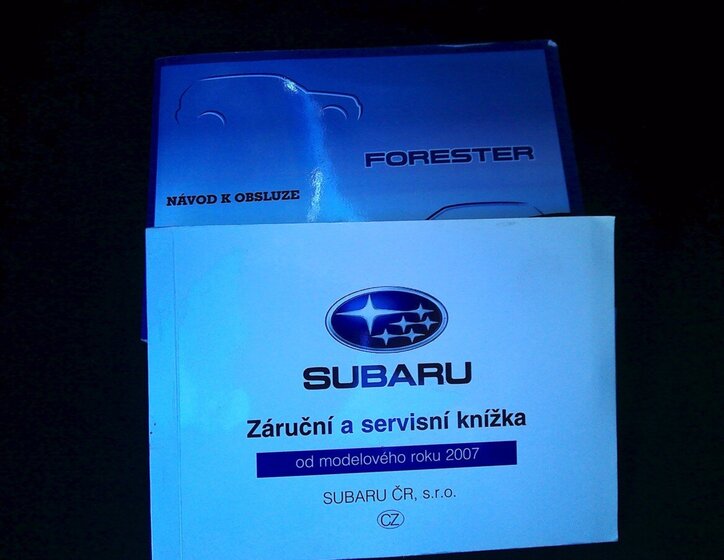 FORESTER
NÁVOD K OBSLUZE
SUBARU
Záruční a servisní knížka
od modelového roku 2007
SUBARU ČR, s.r.o.
CZ